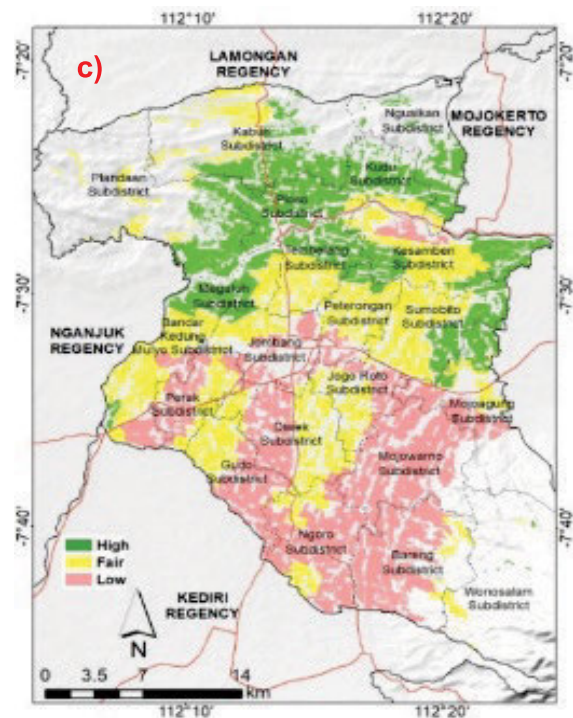 112°10'
112°20'
c)
LAMONGAN
REGENCY
-7°20'
-7°20'
Ngusikan
Subdistrict
MOJOKERTO
REGENCY
Kabuh
Subdistrict
Kudu
Subdistrict
Plandaan
Subdistrict
Ploso
Subdistrict
Tembelang
Subdistrict
Kesamben
Subdistrict
-7°30'
-7°30'
Megaluh
Subdistrict
Peterongan
Subdistrict
Sumobito
Subdistrict
NGANJUK
REGENCY
Bandar
Kedung
Mulyo Subdistrict
Jombang
Subdistrict
Jogo Roto
Subdistrict
Perak
Subdistrict
Mojoagung
Subdistrict
Diwek
Subdistrict
Mojowarno
Subdistrict
Gudo
Subdistrict
-7°40'
-7°40'
High
Fair
Low
Ngoro
Subdistrict
Bareng
Subdistrict
Wonosalam
Subdistrict
KEDIRI
REGENCY
N
0 3.5 7 14
km
112°10'
112°20'